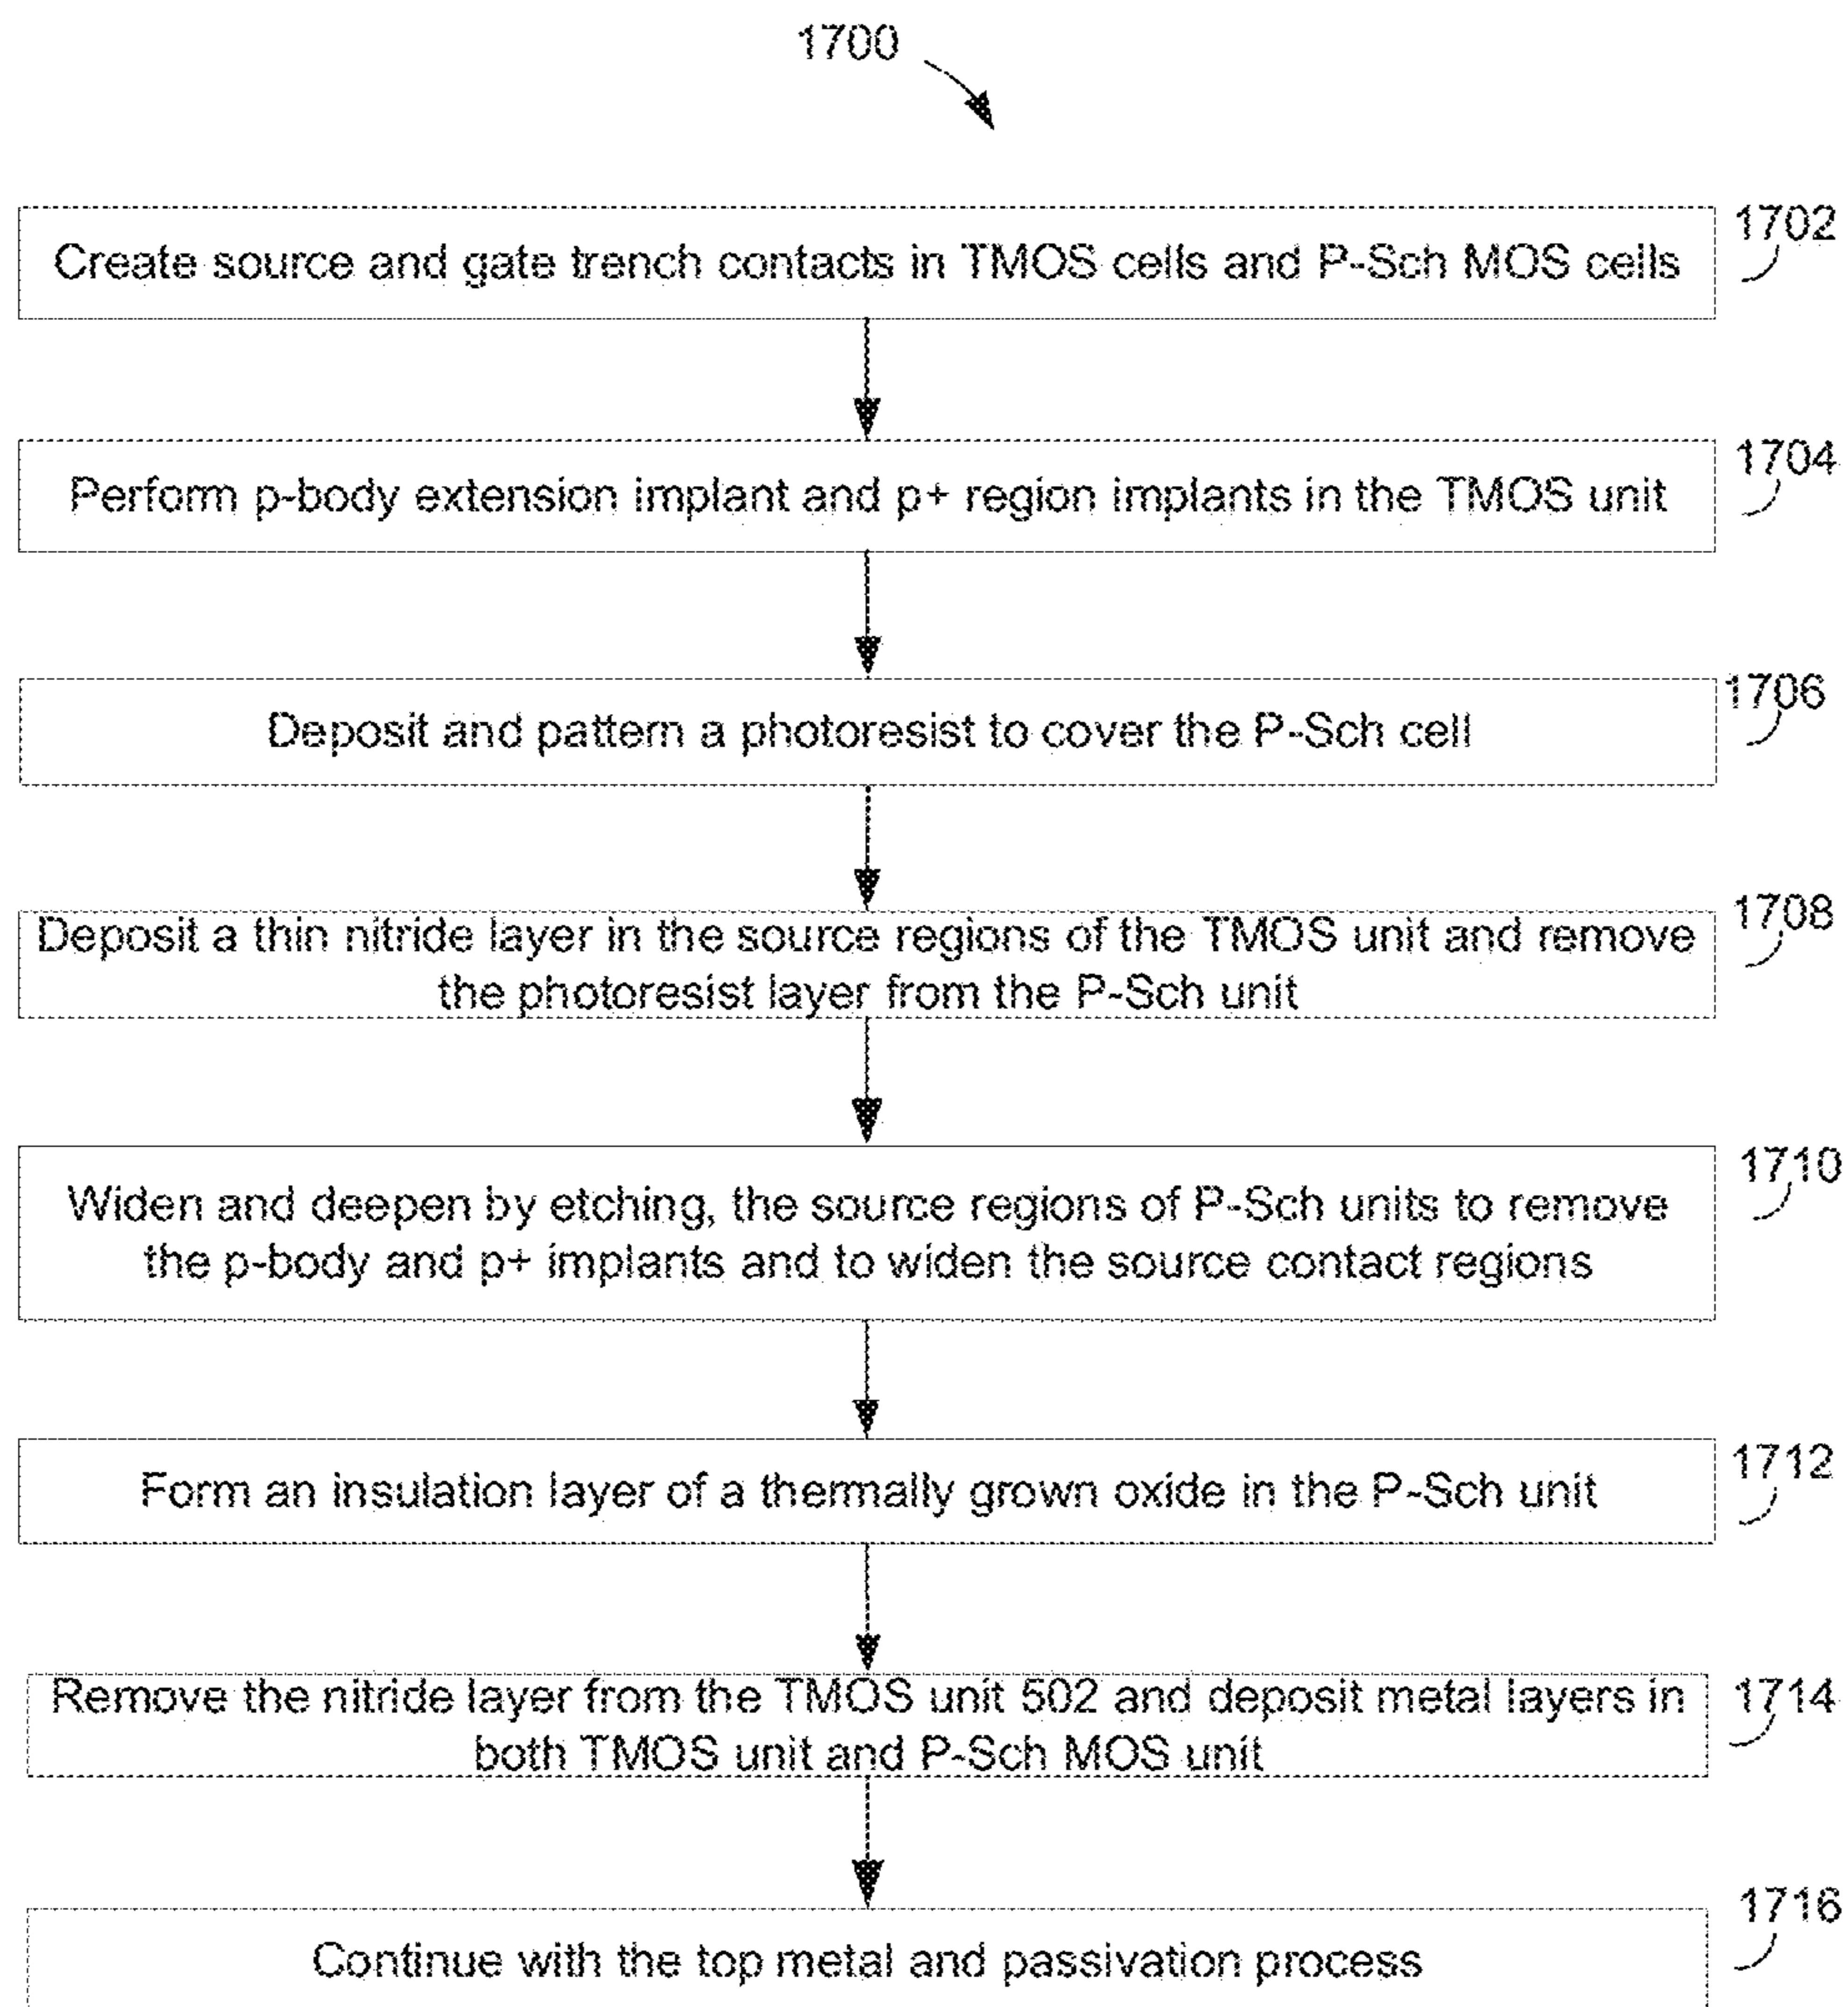 1700
Create source and gate trench contacts in TMOS cells and P-Sch MOS cells
1702
Perform p-body extension implant and p+ region implants in the TMOS unit
1704
Deposit and pattern a photoresist to cover the P-Sch cell
1706
Deposit a thin nitride layer in the source regions of the TMOS unit and remove
the photoresist layer from the P-Sch unit
1708
Widen and deepen by etching, the source regions of P-Sch units to remove
the p-body and p+ implants and to widen the source contact regions
1710
Form an insulation layer of a thermally grown oxide in the P-Sch unit
1712
Remove the nitride layer from the TMOS unit 502 and deposit metal layers in
both TMOS unit and P-Sch MOS unit
1714
Continue with the top metal and passivation process
1716